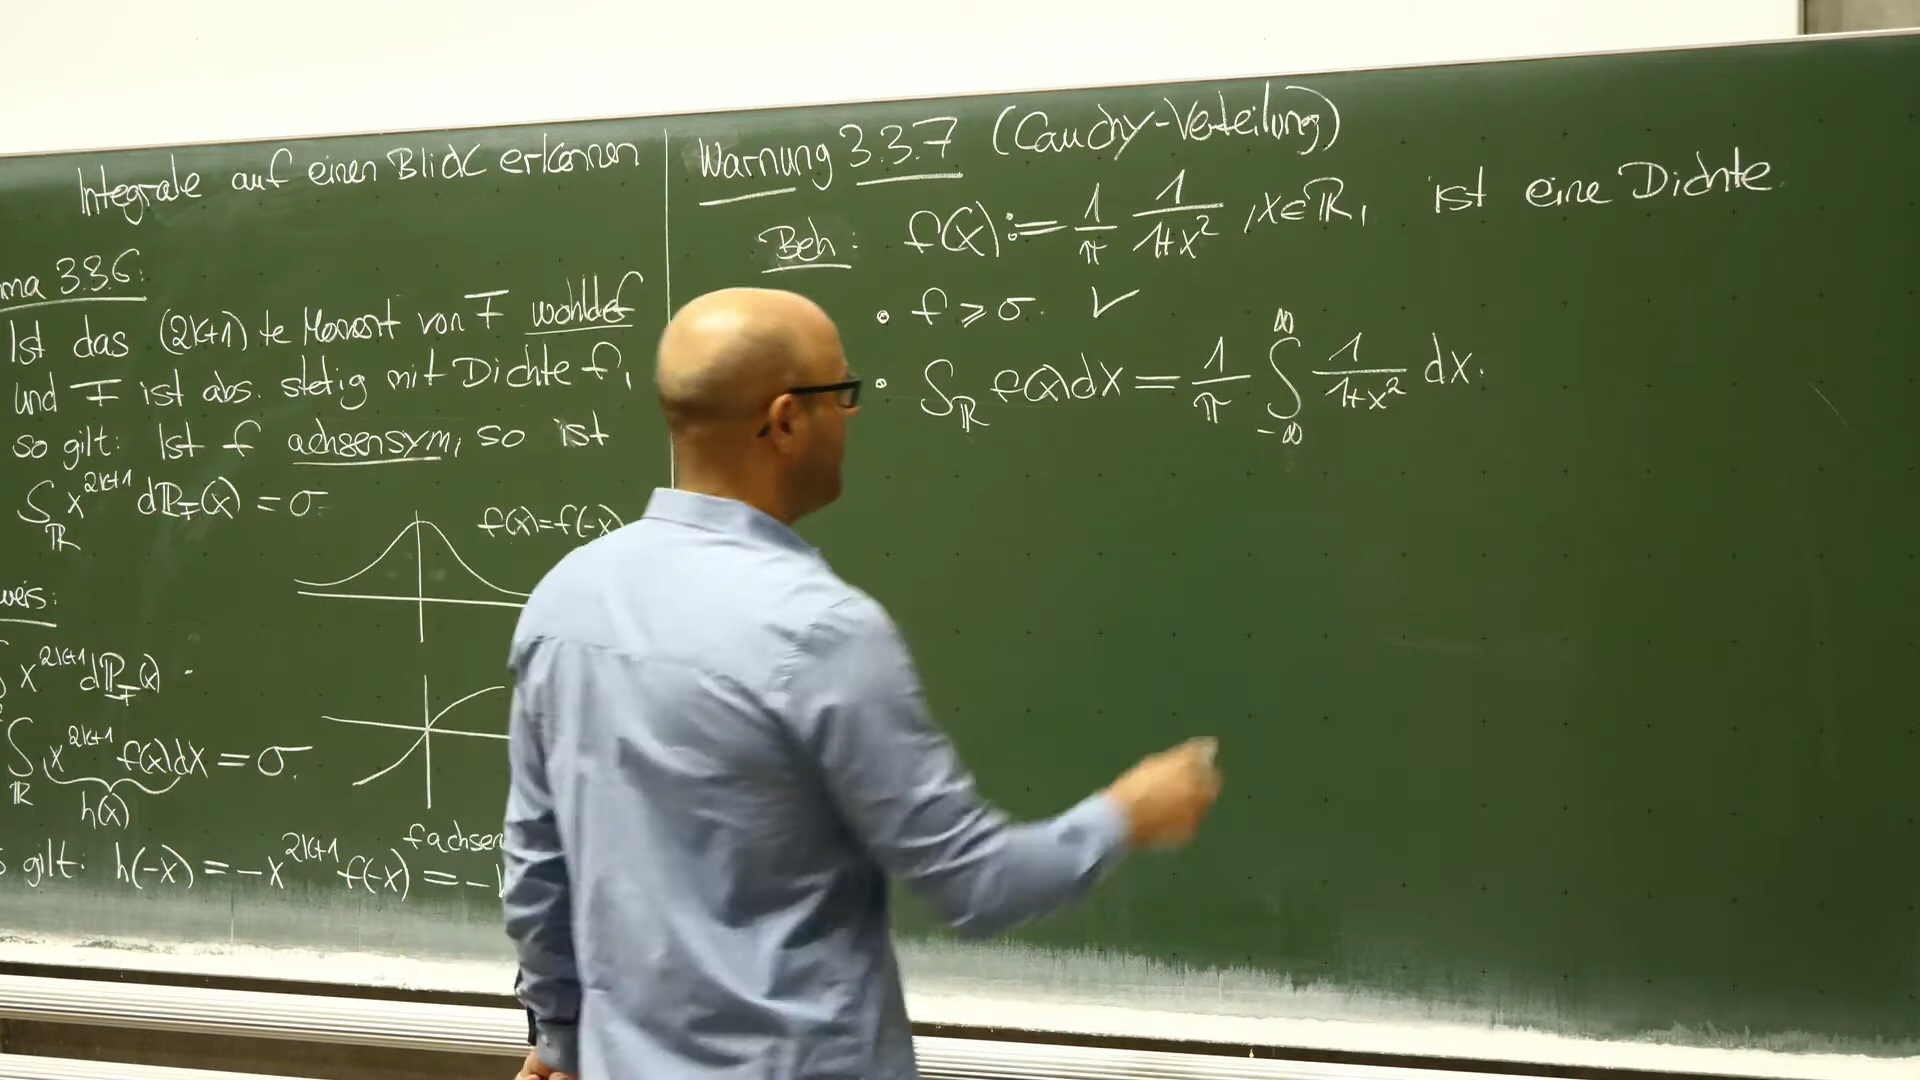 Integrale auf einen Blick erkennen
ma 3.3.6:
Ist das (2k+1)te Moment von F wohldef
und F ist abs. stetig mit Dichte f,
so gilt: Ist f achsensym, so ist
∫_ℝ x^{2k+1} dℙ_F(x) = 0
f(x)=f(-x)
weis:
x^{2k+1} dℙ_F(x)
∫_ℝ x^{2k+1} f(x)dx = 0.
h(x)
fachsen
gilt: h(-x) = -x^{2k+1} f(-x) = -
Warnung 3.3.7 (Cauchy-Verteilung)
Beh: f(x) := 1/π 1/(1+x²), x∈ℝ, ist eine Dichte.
• f ≥ 0. ✓
• ∫_ℝ f(x)dx = 1/π ∫_{-∞}^{∞} 1/(1+x²) dx.